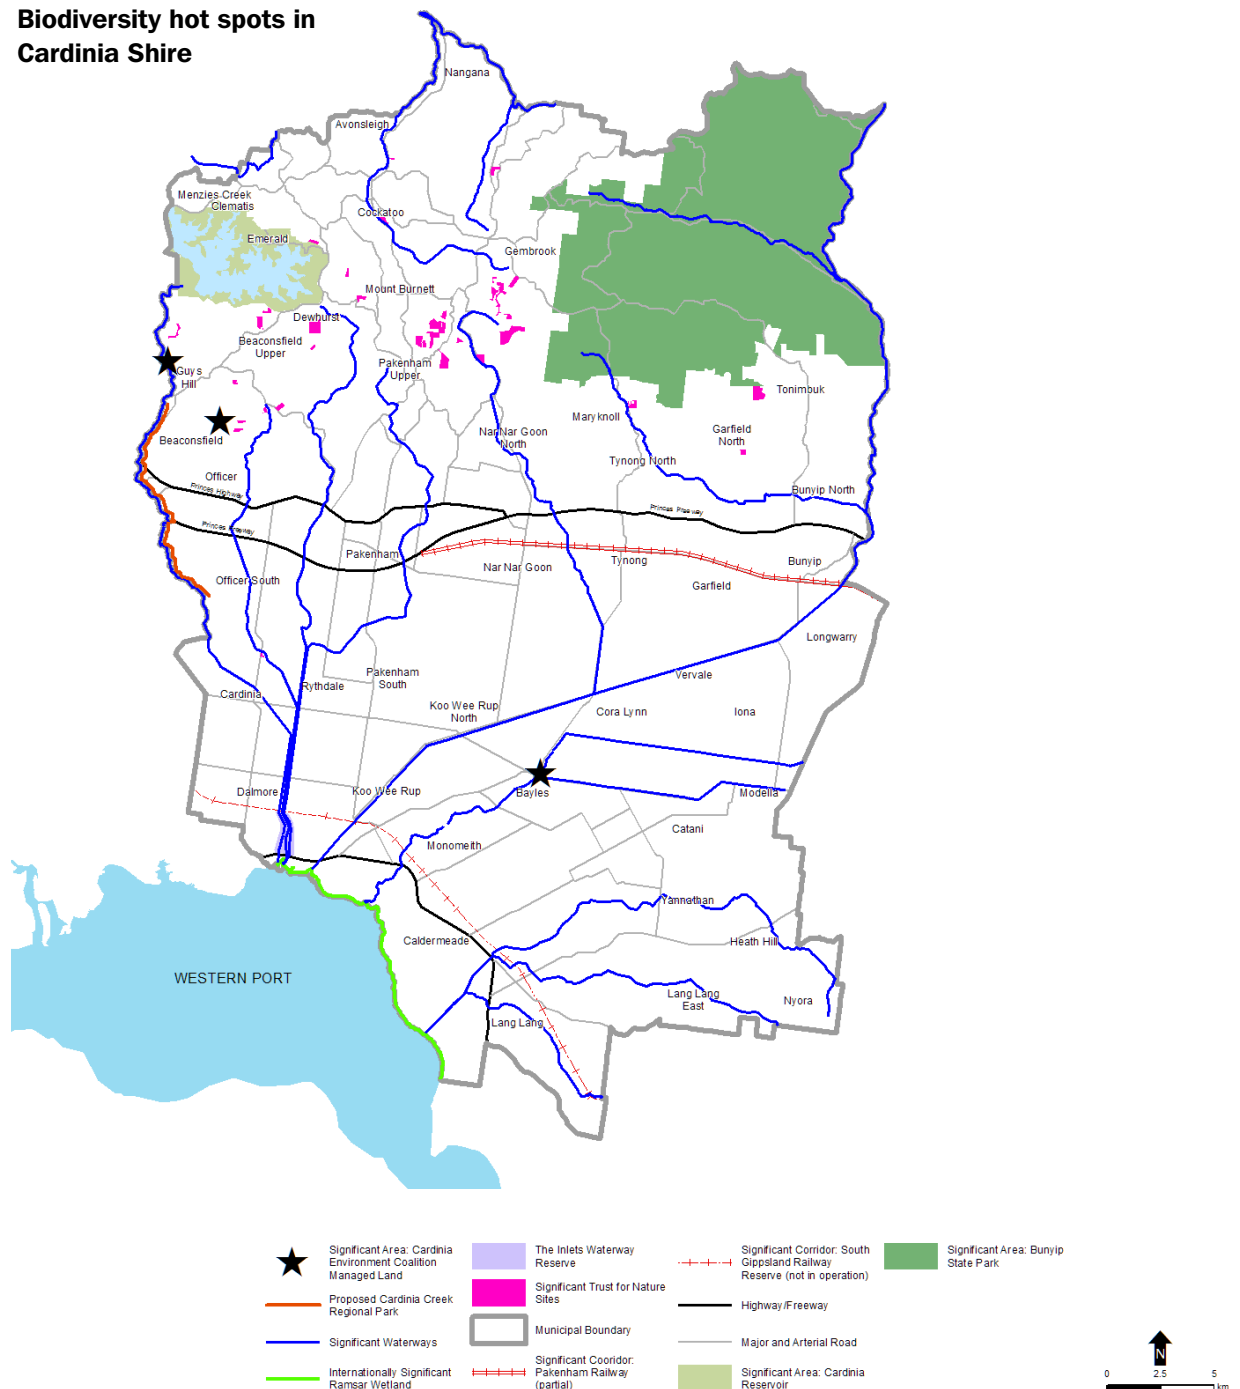 Biodiversity hot spots in
Cardinia Shire
Nangana
Avonsleigh
Menzies Creek
Clematis
Cockatoo
Emerald
Gembrook
Mount Burnett
Dewhurst
Beaconsfield
Upper
Guys
Hill
Pakenham
Upper
Tonimbuk
Maryknoll
Garfield
North
Nar Nar Goon
North
Beaconsfield
Tynong North
Officer
Bunyip North
Princes Highway
Princes Freeway
Princes Freeway
Pakenham
Nar Nar Goon
Tynong
Bunyip
Officer South
Garfield
Longwarry
Pakenham
South
Vervale
Rythdale
Cardinia
Koo Wee Rup
North
Cora Lynn
Iona
Dalmore
Koo Wee Rup
Bayles
Modella
Catani
Monomeith
Yannathan
Caldermeade
Heath Hill
WESTERN PORT
Lang Lang
East
Nyora
Lang Lang
Significant Area: Cardinia
Environment Coalition
Managed Land
Proposed Cardinia Creek
Regional Park
Significant Waterways
Internationally Significant
Ramsar Wetland
The Inlets Waterway
Reserve
Significant Trust for Nature
Sites
Municipal Boundary
Significant Cooridor:
Pakenham Railway
(partial)
Significant Corridor: South
Gippsland Railway
Reserve (not in operation)
Highway/Freeway
Major and Arterial Road
Significant Area: Cardinia
Reservoir
Significant Area: Bunyip
State Park
N
0 2.5 5
km